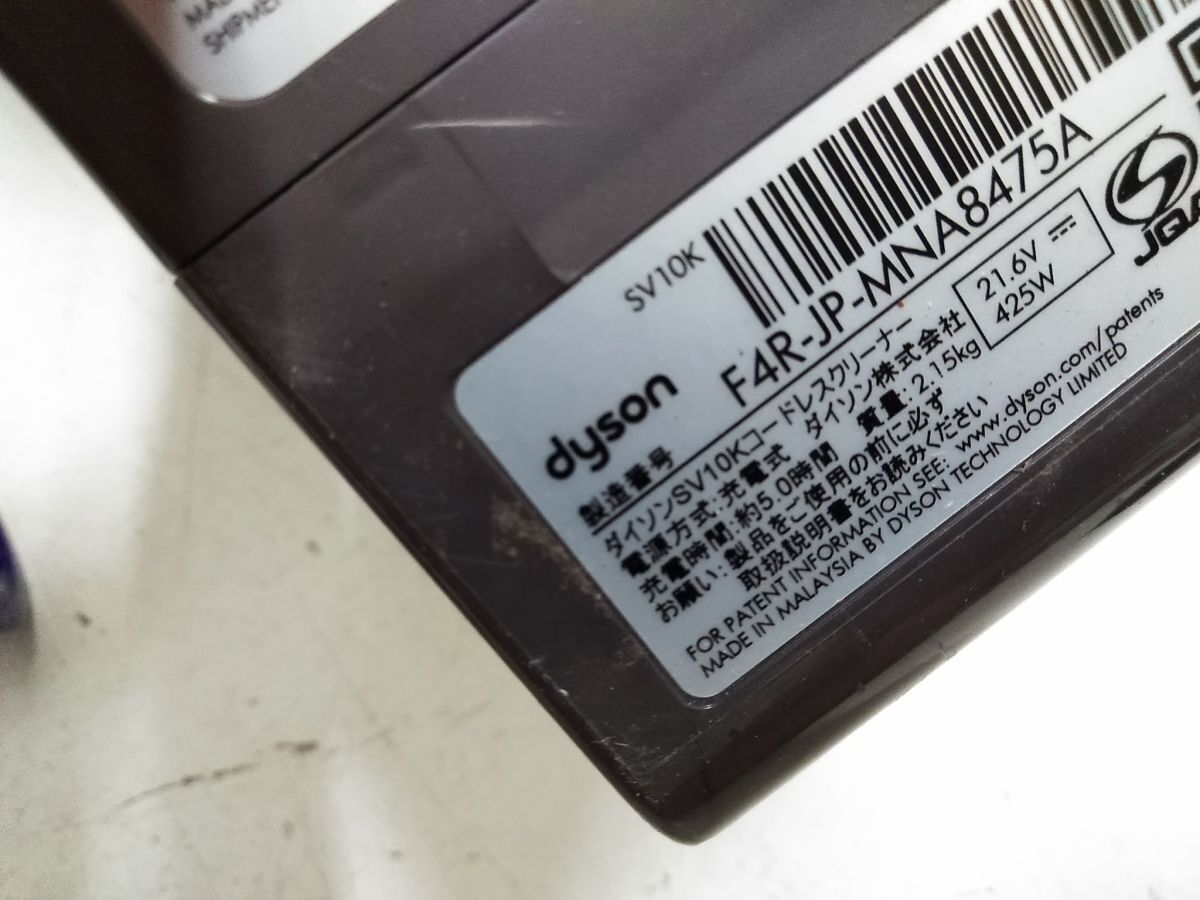 SV10K
dyson
製造番号 F4R-JP-MNA8475A
ダイソンSV10Kコードレスクリーナー
電源方式:充電式 ダイソン株式会社
充電時間:約5.0時間 質量:2.15kg
21.6V
425W
お願い:製品をご使用の前に必ず
取扱説明書をお読みください
FOR PATENT INFORMATION SEE: www.dyson.com/patents
MADE IN MALAYSIA BY DYSON TECHNOLOGY LIMITED